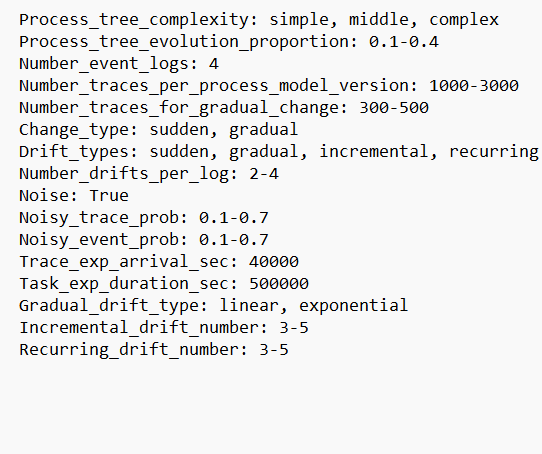 Process_tree_complexity: simple, middle, complex
Process_tree_evolution_proportion: 0.1-0.4
Number_event_logs: 4
Number_traces_per_process_model_version: 1000-3000
Number_traces_for_gradual_change: 300-500
Change_type: sudden, gradual
Drift_types: sudden, gradual, incremental, recurring
Number_drifts_per_log: 2-4
Noise: True
Noisy_trace_prob: 0.1-0.7
Noisy_event_prob: 0.1-0.7
Trace_exp_arrival_sec: 40000
Task_exp_duration_sec: 500000
Gradual_drift_type: linear, exponential
Incremental_drift_number: 3-5
Recurring_drift_number: 3-5